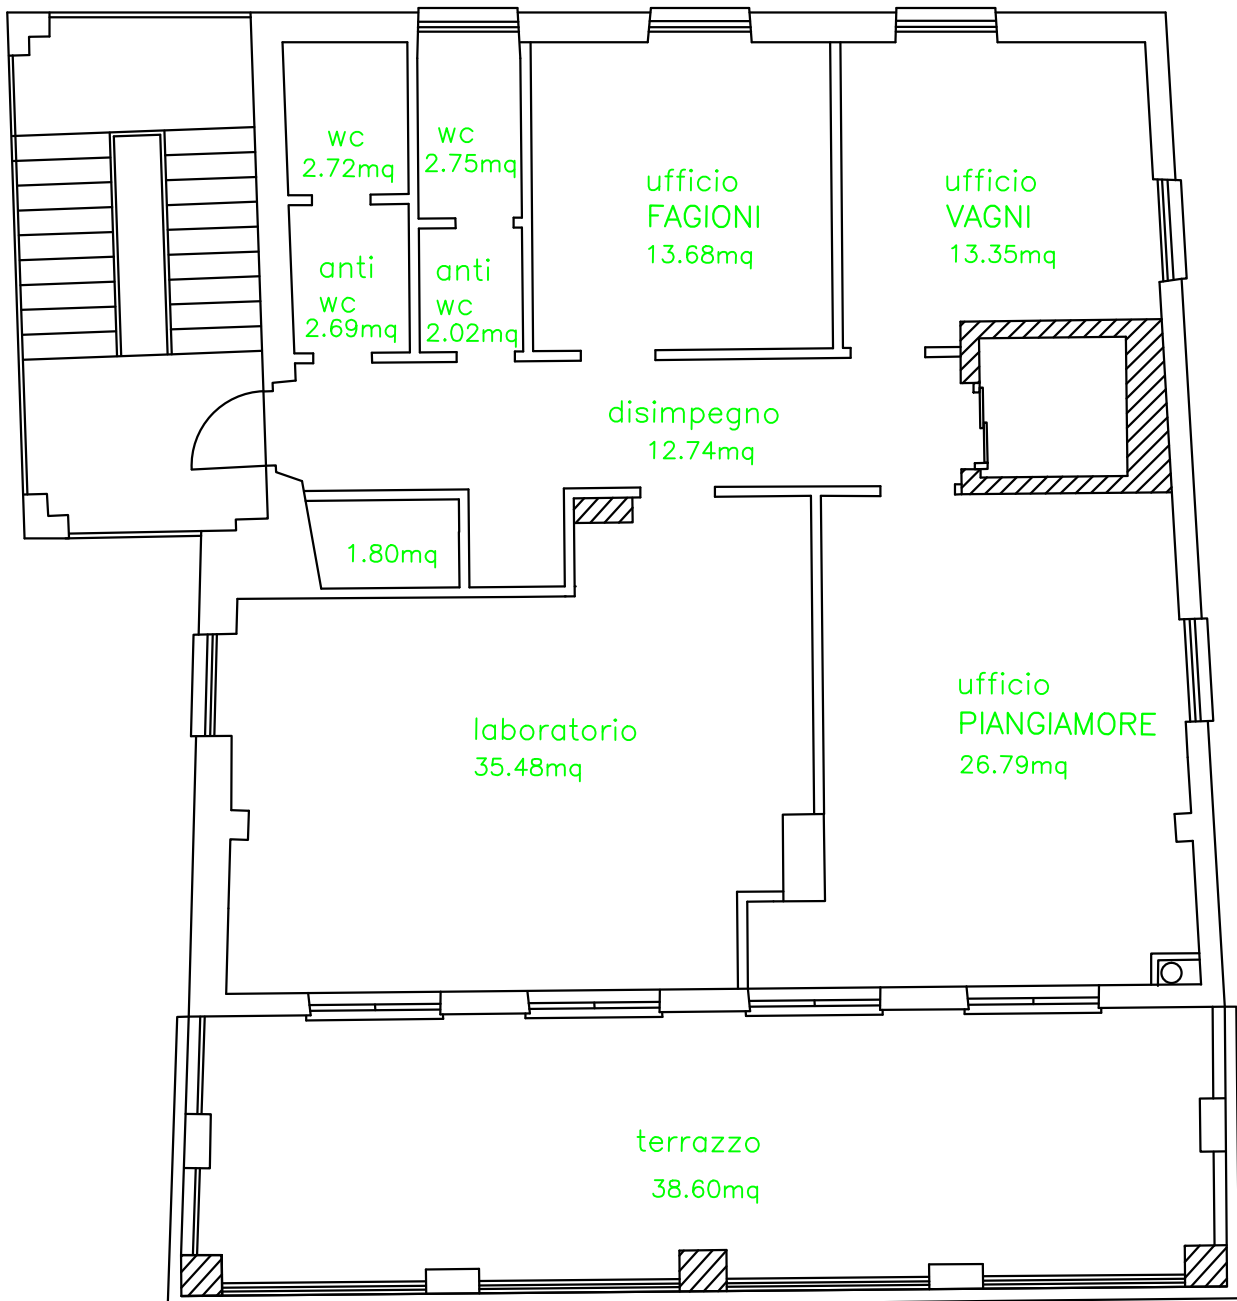 wc
2.72mq
wc
2.75mq
ufficio
FAGIONI
13.68mq
ufficio
VAGNI
13.35mq
anti
wc
2.69mq
anti
wc
2.02mq
disimpegno
12.74mq
1.80mq
laboratorio
35.48mq
ufficio
PIANGIAMORE
26.79mq
terrazzo
38.60mq